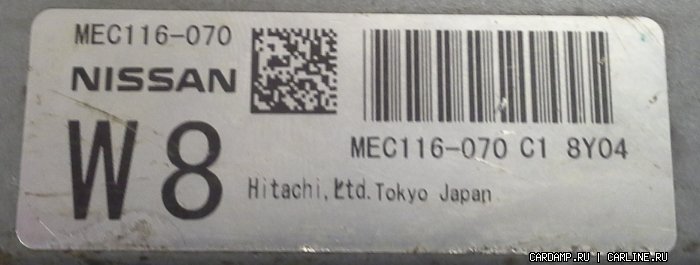 MEC116-070
NISSAN
W8
MEC116-070 C1 8Y04
Hitachi,Ltd.Tokyo Japan
CARDAMP.RU | CARLINE.RU